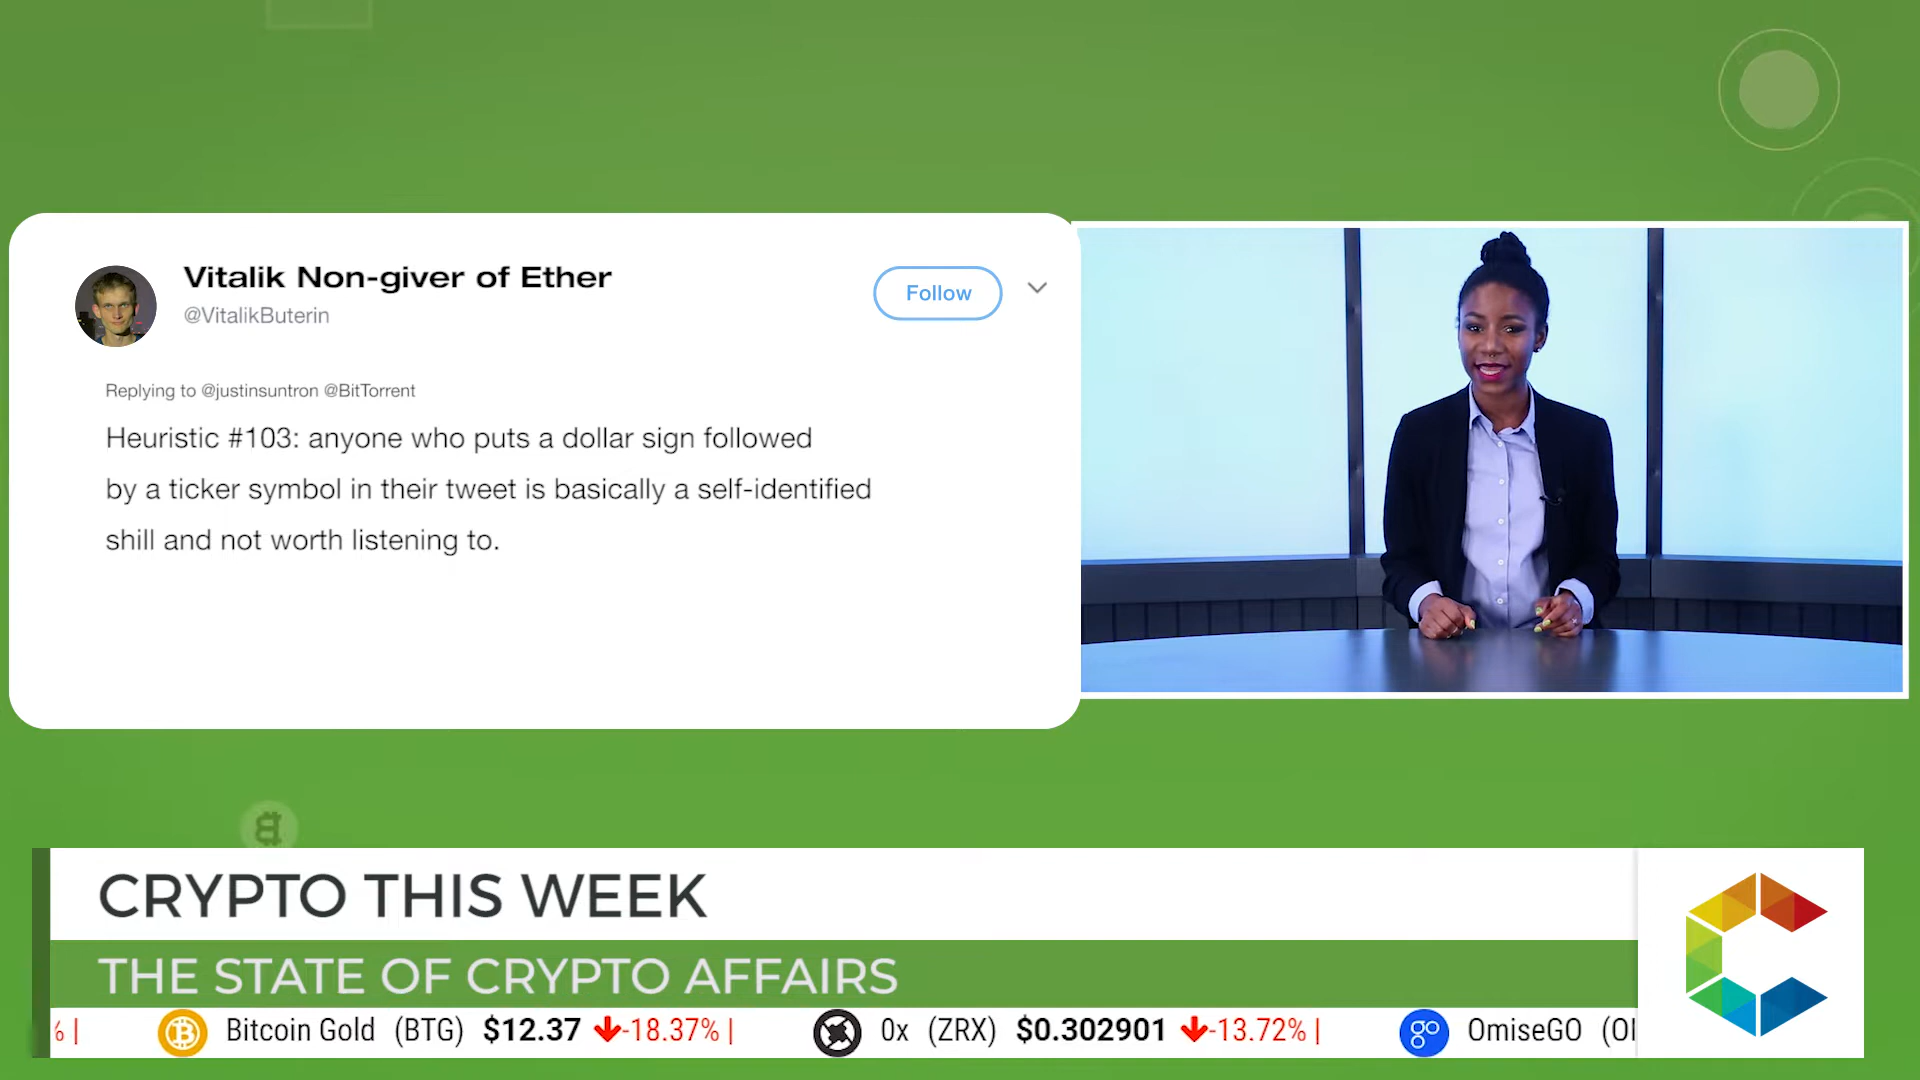 Vitalik Non-giver of Ether
@VitalikButerin
Follow
Replying to @justinsuntron @BitTorrent
Heuristic #103: anyone who puts a dollar sign followed
by a ticker symbol in their tweet is basically a self-identified
shill and not worth listening to.
CRYPTO THIS WEEK
THE STATE OF CRYPTO AFFAIRS
% | Bitcoin Gold (BTG) $12.37 -18.37% | 0x (ZRX) $0.302901 -13.72% | go OmiseGO (O